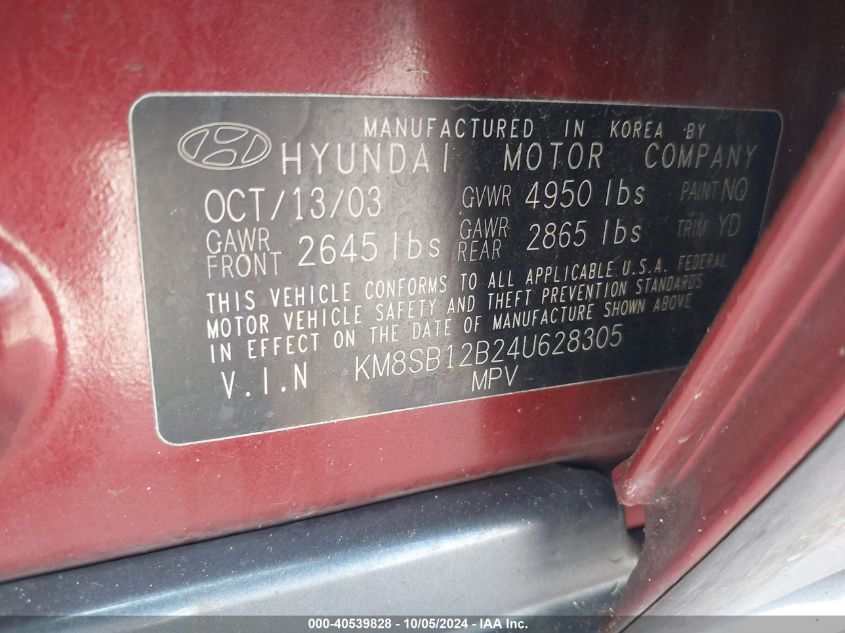 MANUFACTURED IN KOREA BY
HYUNDAI MOTOR COMPANY
OCT/13/03 GVWR 4950 lbs PAINT NQ
GAWR FRONT 2645 lbs GAWR REAR 2865 lbs TRIM YD
THIS VEHICLE CONFORMS TO ALL APPLICABLE U.S.A. FEDERAL
MOTOR VEHICLE SAFETY AND THEFT PREVENTION STANDARDS
IN EFFECT ON THE DATE OF MANUFACTURE SHOWN ABOVE
V.I.N KM8SB12B24U628305
MPV
000-40539828 - 10/05/2024 - IAA Inc.